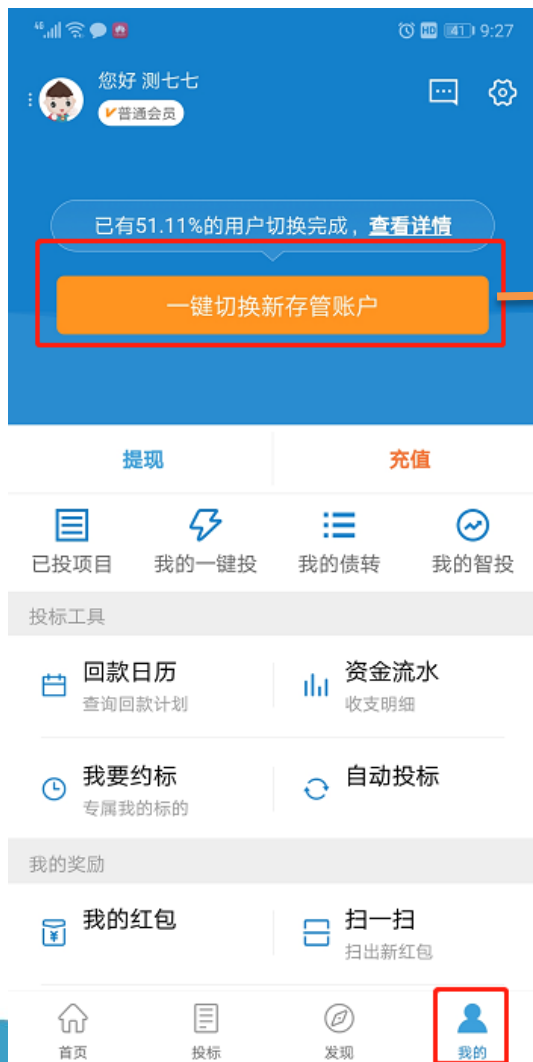 46 HD 41 9:27
您好 测七七
普通会员
已有51.11%的用户切换完成，查看详情
一键切换新存管账户
提现 充值
已投项目 我的一键投 我的债转 我的智投
投标工具
回款日历 资金流水
查询回款计划 收支明细
我要约标 自动投标
专属我的标的
我的奖励
我的红包 扫一扫
扫出新红包
首页 投标 发现 我的